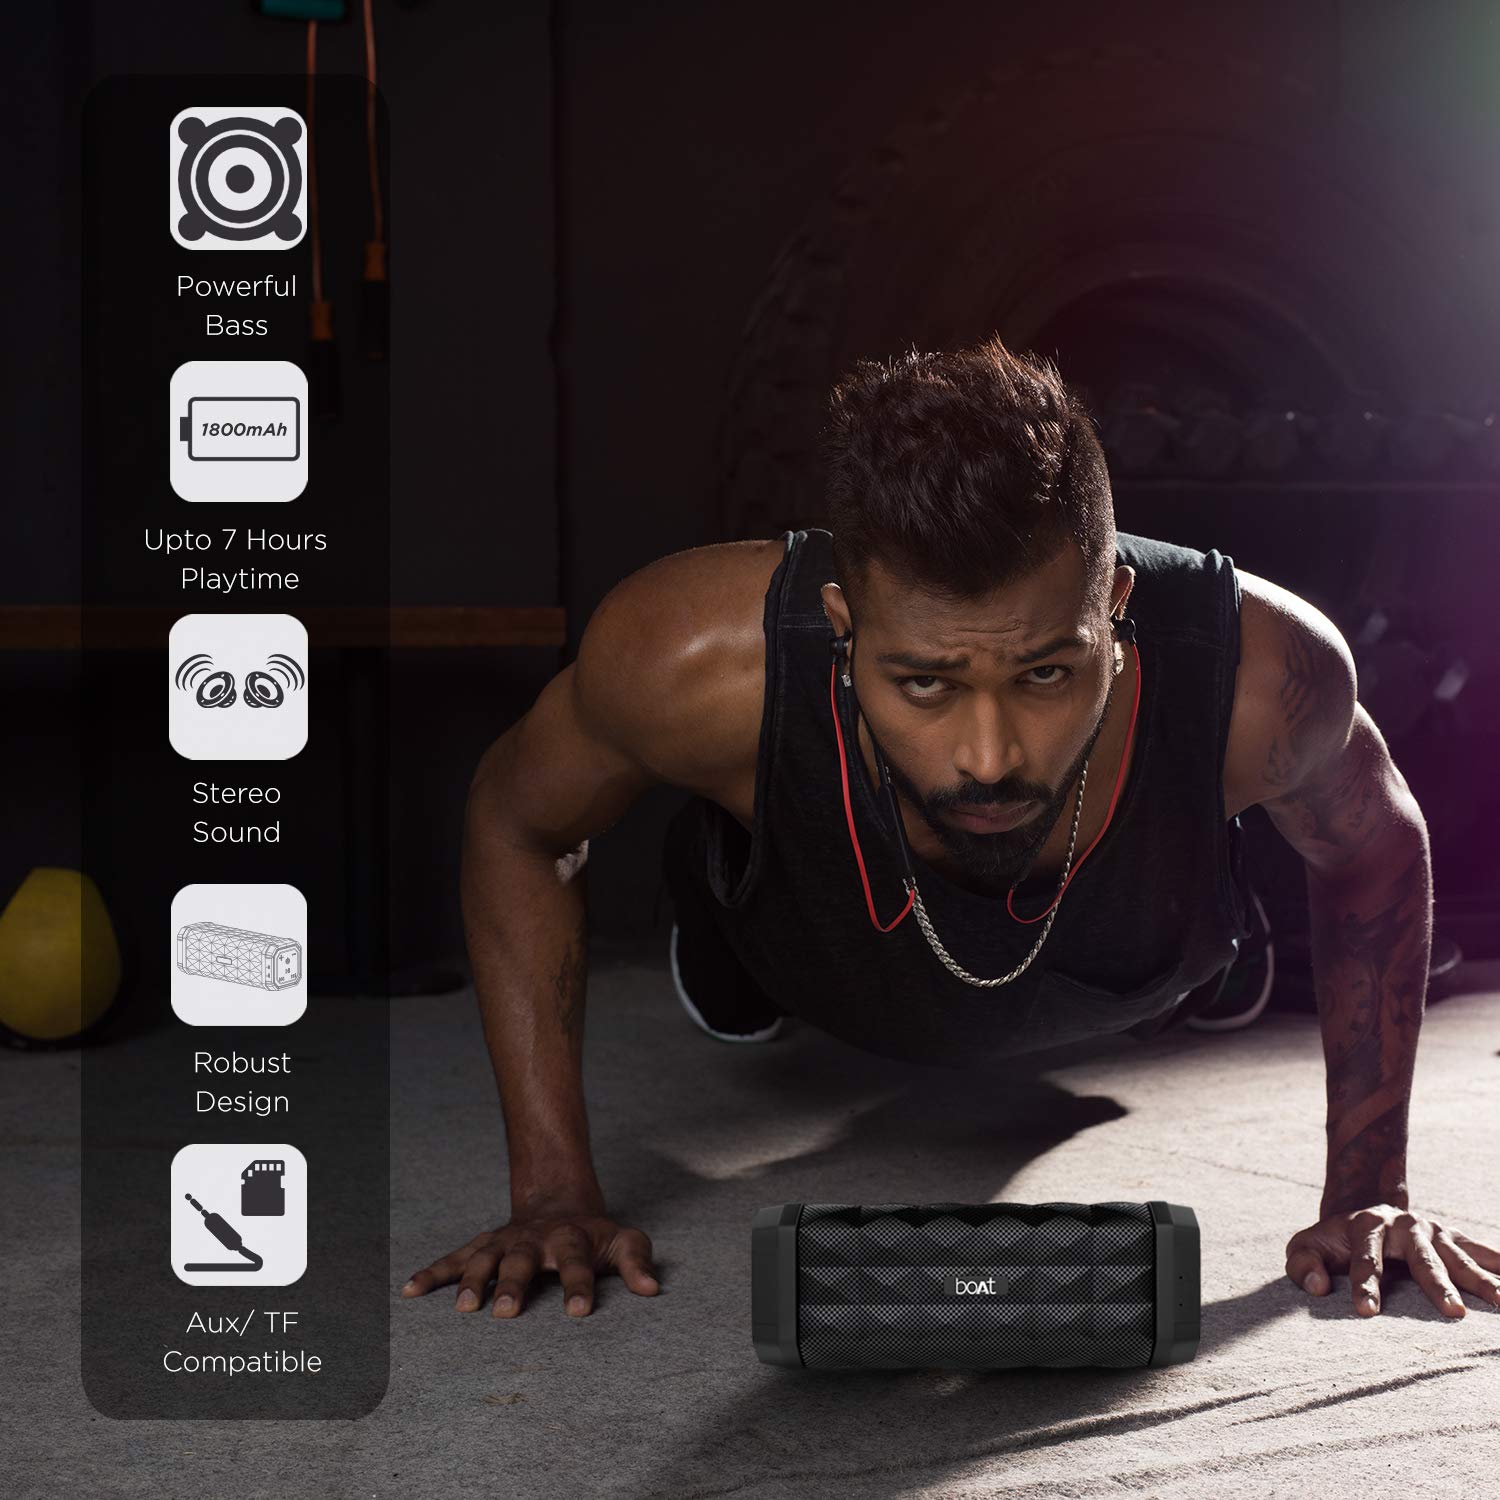 Powerful
Bass
1800mAh
Upto 7 Hours
Playtime
Stereo
Sound
Robust
Design
Aux/ TF
Compatible
boAt